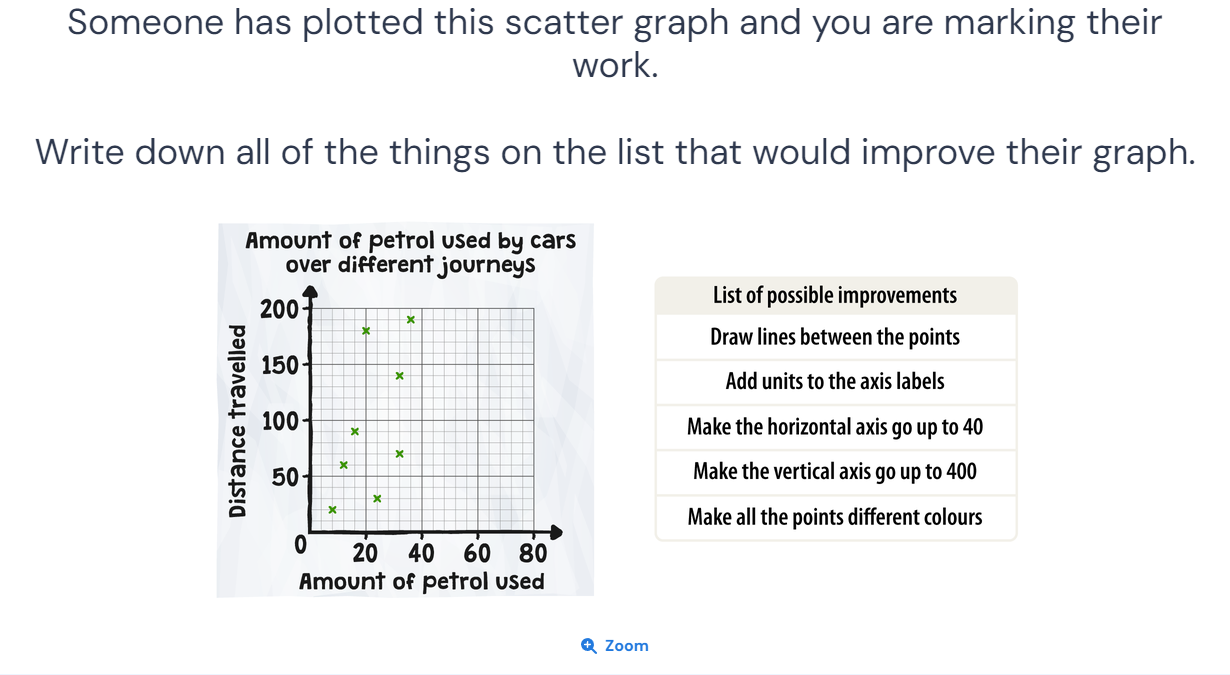 Someone has plotted this scatter graph and you are marking their
work.
Write down all of the things on the list that would improve their graph.
Amount of petrol used by cars
over different journeys
200
150
100
50
0
20 40 60 80
Distance travelled
Amount of petrol used
List of possible improvements
Draw lines between the points
Add units to the axis labels
Make the horizontal axis go up to 40
Make the vertical axis go up to 400
Make all the points different colours
Zoom